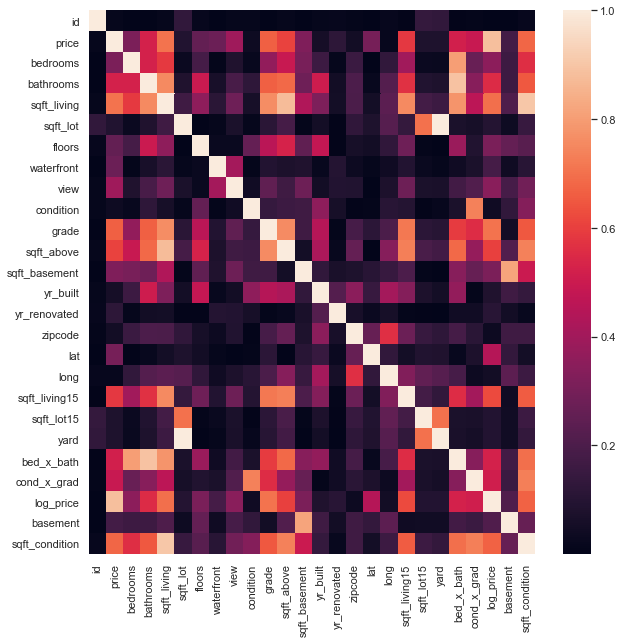 id
price
bedrooms
bathrooms
sqft_living
sqft_lot
floors
waterfront
view
condition
grade
sqft_above
sqft_basement
yr_built
yr_renovated
zipcode
lat
long
sqft_living15
sqft_lot15
yard
bed_x_bath
cond_x_grad
log_price
basement
sqft_condition
id
price
bedrooms
bathrooms
sqft_living
sqft_lot
floors
waterfront
view
condition
grade
sqft_above
sqft_basement
yr_built
yr_renovated
zipcode
lat
long
sqft_living15
sqft_lot15
yard
bed_x_bath
cond_x_grad
log_price
basement
sqft_condition
1.0
0.8
0.6
0.4
0.2